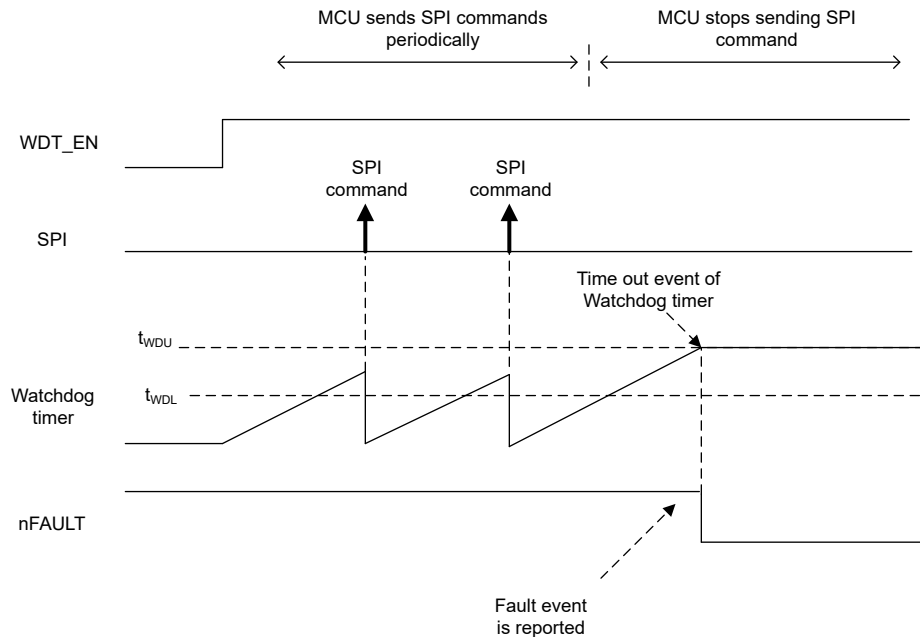 MCU sends SPI commands
periodically
MCU stops sending SPI
command
WDT_EN
SPI
command
SPI
command
SPI
Time out event of
Watchdog timer
tWDU
tWDL
Watchdog
timer
nFAULT
Fault event
is reported